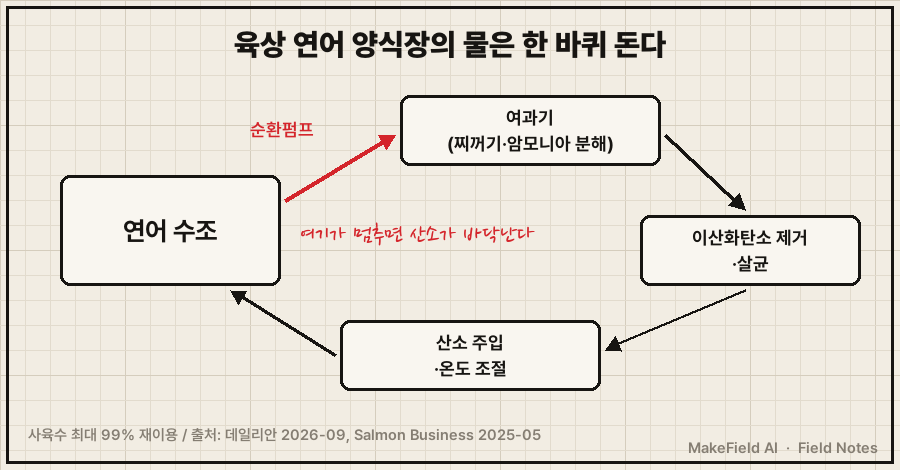 육상 연어 양식장의 물은 한 바퀴 돈다
순환펌프
여과기
(찌꺼기·암모니아 분해)
연어 수조
여기가 멈추면 산소가 바닥난다
이산화탄소 제거
·살균
산소 주입
·온도 조절
사육수 최대 99% 재이용 / 출처: 데일리안 2026-09, Salmon Business 2025-05
MakeField AI · Field Notes